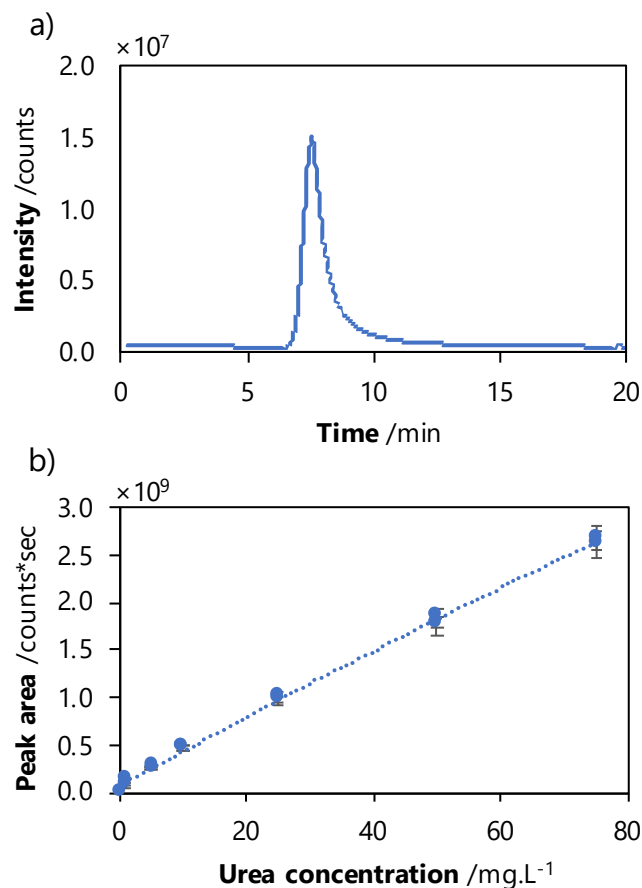 a)
×10⁷
2.0
1.5
1.0
0.5
0.0
Intensity /counts
0 5 10 15 20
Time /min
b)
×10⁹
3.0
2.5
2.0
1.5
1.0
0.5
0.0
Peak area /counts*sec
0 20 40 60 80
Urea concentration /mg.L⁻¹